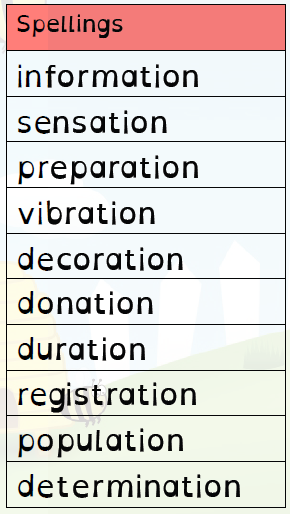 Spellings
information
sensation
preparation
vibration
decoration
donation
duration
registration
population
determination